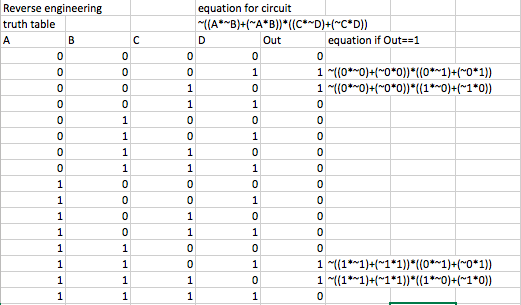 Reverse engineering equation for circuit
truth table ~((A*~B)+(~A*B))*((C*~D)+(~C*D))
A B C D Out equation if Out==1
0 0 0 0 0
0 0 0 1 1 ~((0*~0)+(~0*0))*((0*~1)+(~0*1))
0 0 1 0 1 ~((0*~0)+(~0*0))*((1*~0)+(~1*0))
0 0 1 1 0
0 1 0 0 0
0 1 0 1 0
0 1 1 0 0
0 1 1 1 0
1 0 0 0 0
1 0 0 1 0
1 0 1 0 0
1 0 1 1 0
1 1 0 0 0
1 1 0 1 1 ~((1*~1)+(~1*1))*((0*~1)+(~0*1))
1 1 1 0 1 ~((1*~1)+(~1*1))*((1*~0)+(~1*0))
1 1 1 1 0